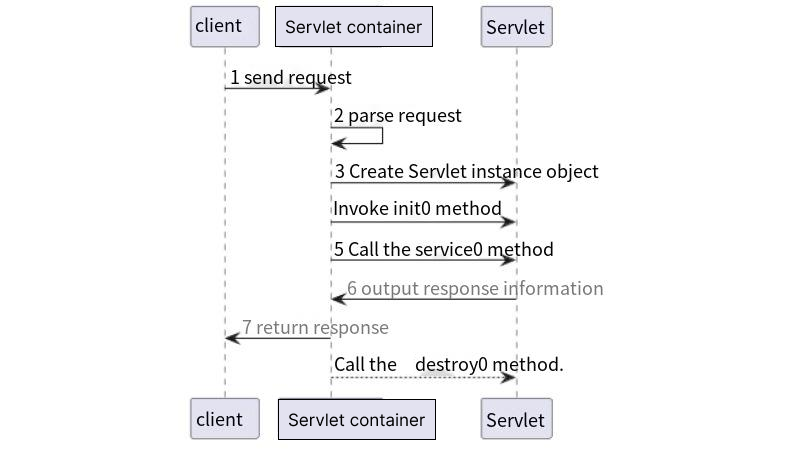 client
Servlet container
Servlet
1 send request
2 parse request
3 Create Servlet instance object
Invoke init0 method
5 Call the service0 method
6 output response information
7 return response
Call the destroy0 method.
client
Servlet container
Servlet